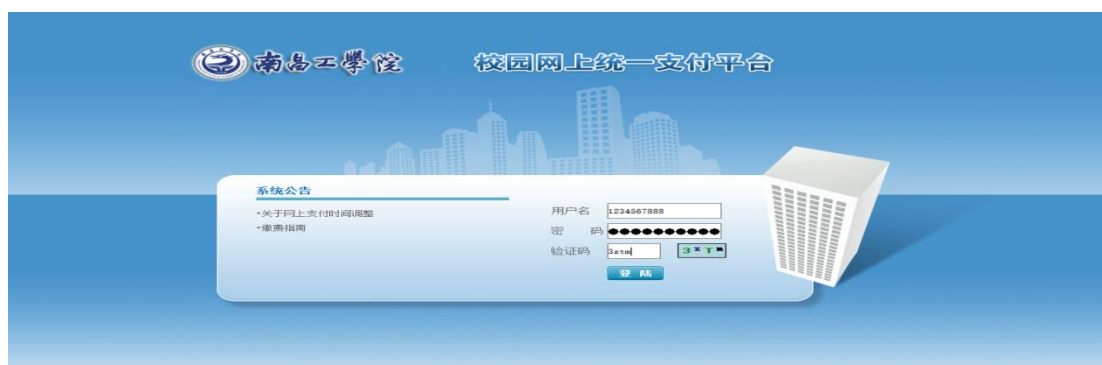 南昌工學院 校园网上统一支付平台
系统公告
·关于网上支付时间调整
·缴费指南
用户名 1234567888
密 码
验证码 3ztm
登 陆